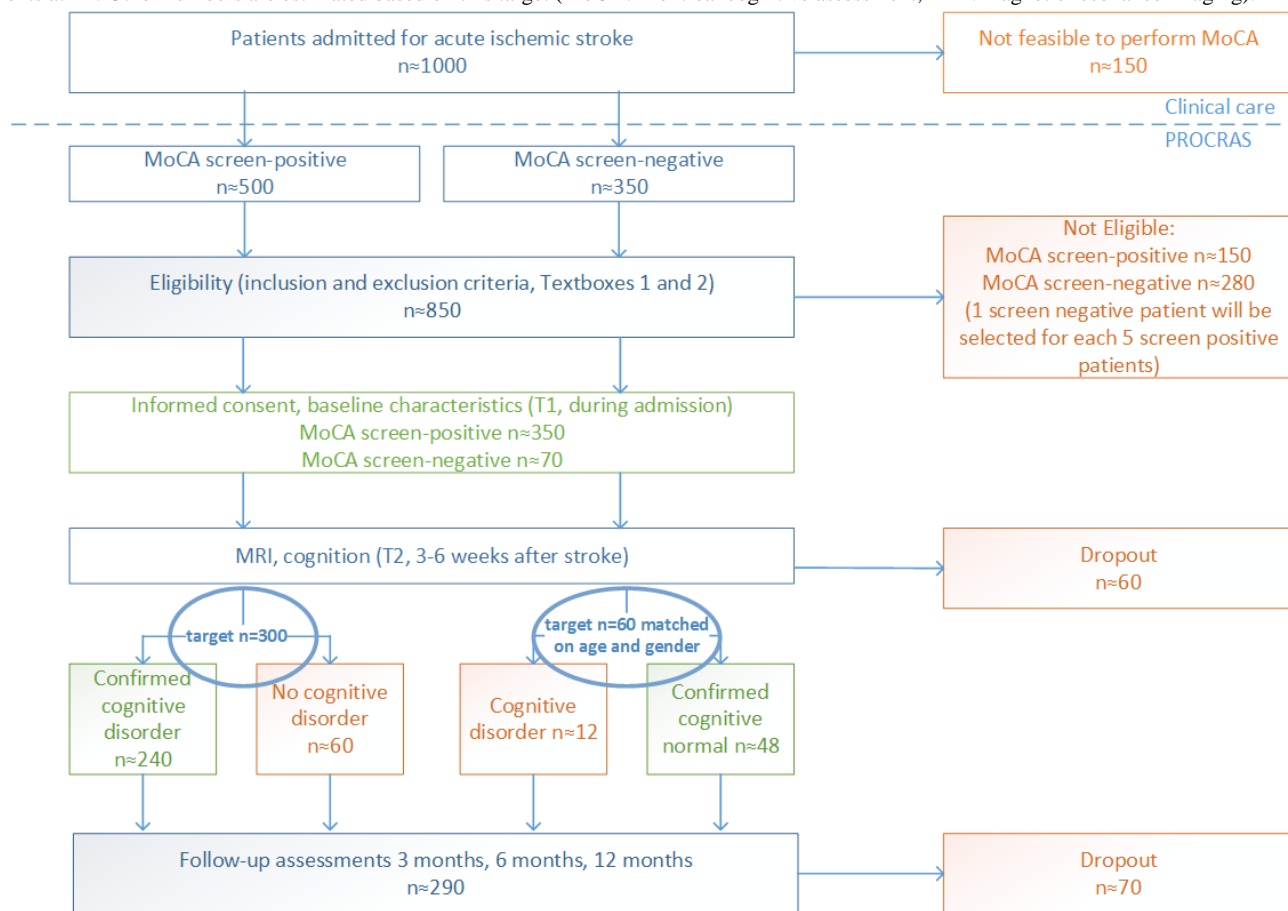 Patients admitted for acute ischemic stroke
n≈1000
Not feasible to perform MoCA
n≈150
Clinical care
PROCRAS
MoCA screen-positive
n≈500
MoCA screen-negative
n≈350
Not Eligible:
MoCA screen-positive n≈150
MoCA screen-negative n≈280
(1 screen negative patient will be
selected for each 5 screen positive
patients)
Eligibility (inclusion and exclusion criteria, Textboxes 1 and 2)
n≈850
Informed consent, baseline characteristics (T1, during admission)
MoCA screen-positive n≈350
MoCA screen-negative n≈70
MRI, cognition (T2, 3-6 weeks after stroke)
Dropout
n≈60
target n=300
target n=60 matched
on age and gender
Confirmed
cognitive
disorder
n≈240
No cognitive
disorder
n≈60
Cognitive
disorder n≈12
Confirmed
cognitive
normal n≈48
Follow-up assessments 3 months, 6 months, 12 months
n≈290
Dropout
n≈70